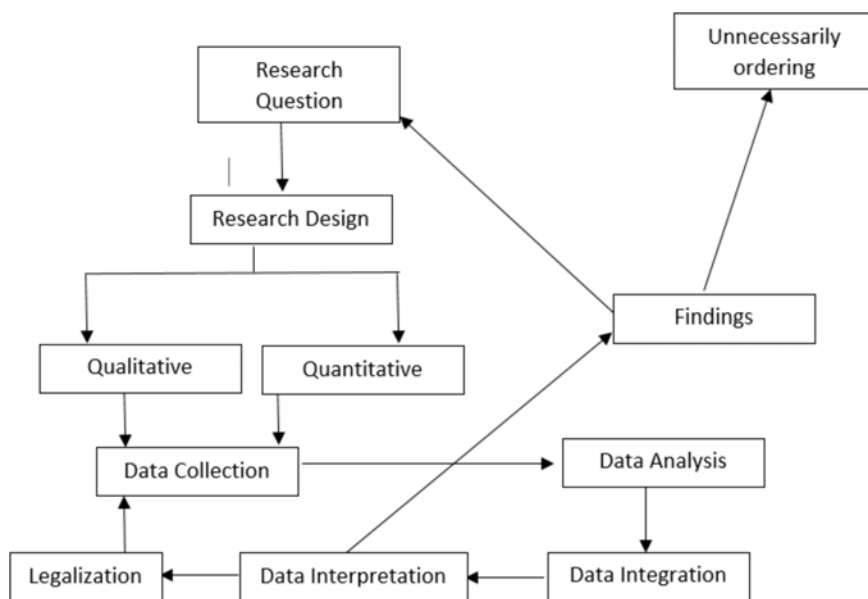 Unnecessarily
ordering
Research
Question
Research Design
Findings
Qualitative
Quantitative
Data Collection
Data Analysis
Legalization
Data Interpretation
Data Integration